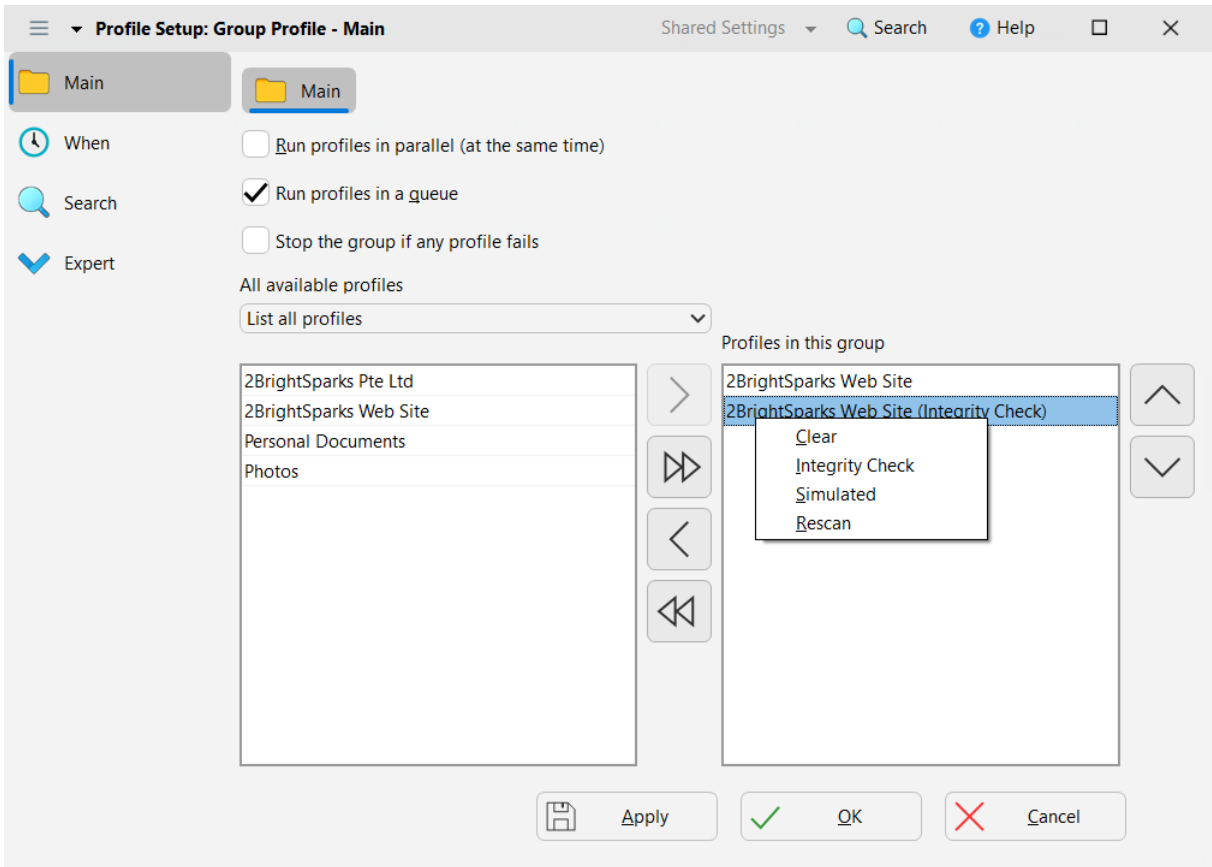 Profile Setup: Group Profile - Main
Shared Settings
Search
Help
Main
When
Search
Expert
Main
Run profiles in parallel (at the same time)
Run profiles in a queue
Stop the group if any profile fails
All available profiles
List all profiles
2BrightSparks Pte Ltd
2BrightSparks Web Site
Personal Documents
Photos
Profiles in this group
2BrightSparks Web Site
2BrightSparks Web Site (Integrity Check)
Clear
Integrity Check
Simulated
Rescan
Apply
OK
Cancel